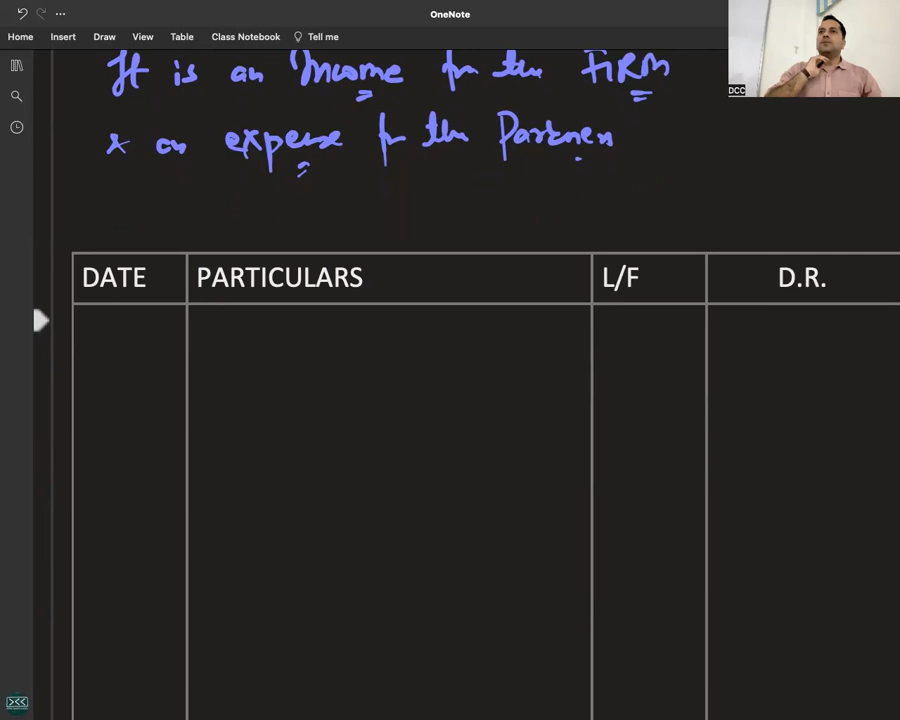 OneNote
Home Insert Draw View Table Class Notebook Tell me
DCC
It is an Income for the FIRM
& an expense for the Partners
DATE PARTICULARS L/F D.R.